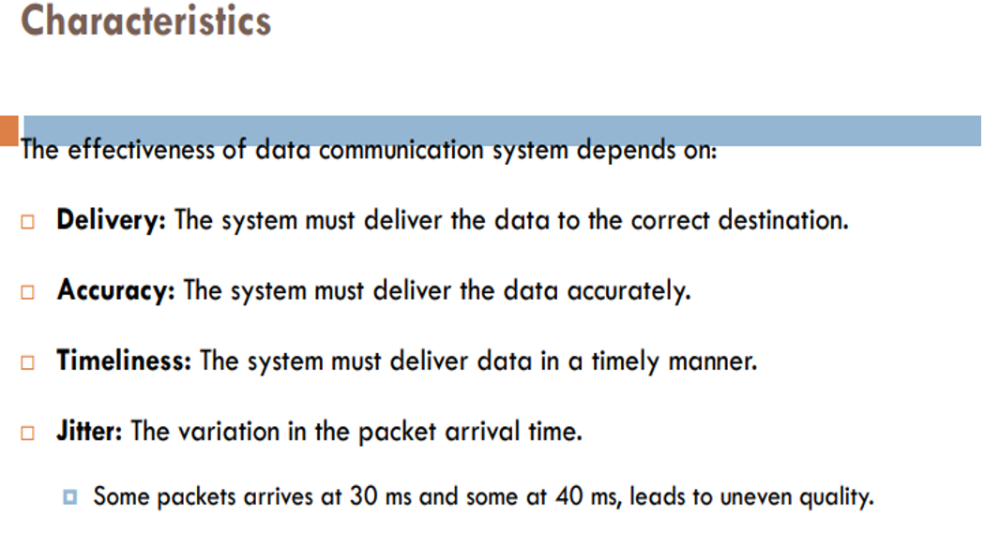 Characteristics
The effectiveness of data communication system depends on:
Delivery: The system must deliver the data to the correct destination.
Accuracy: The system must deliver the data accurately.
Timeliness: The system must deliver data in a timely manner.
Jitter: The variation in the packet arrival time.
Some packets arrives at 30 ms and some at 40 ms, leads to uneven quality.